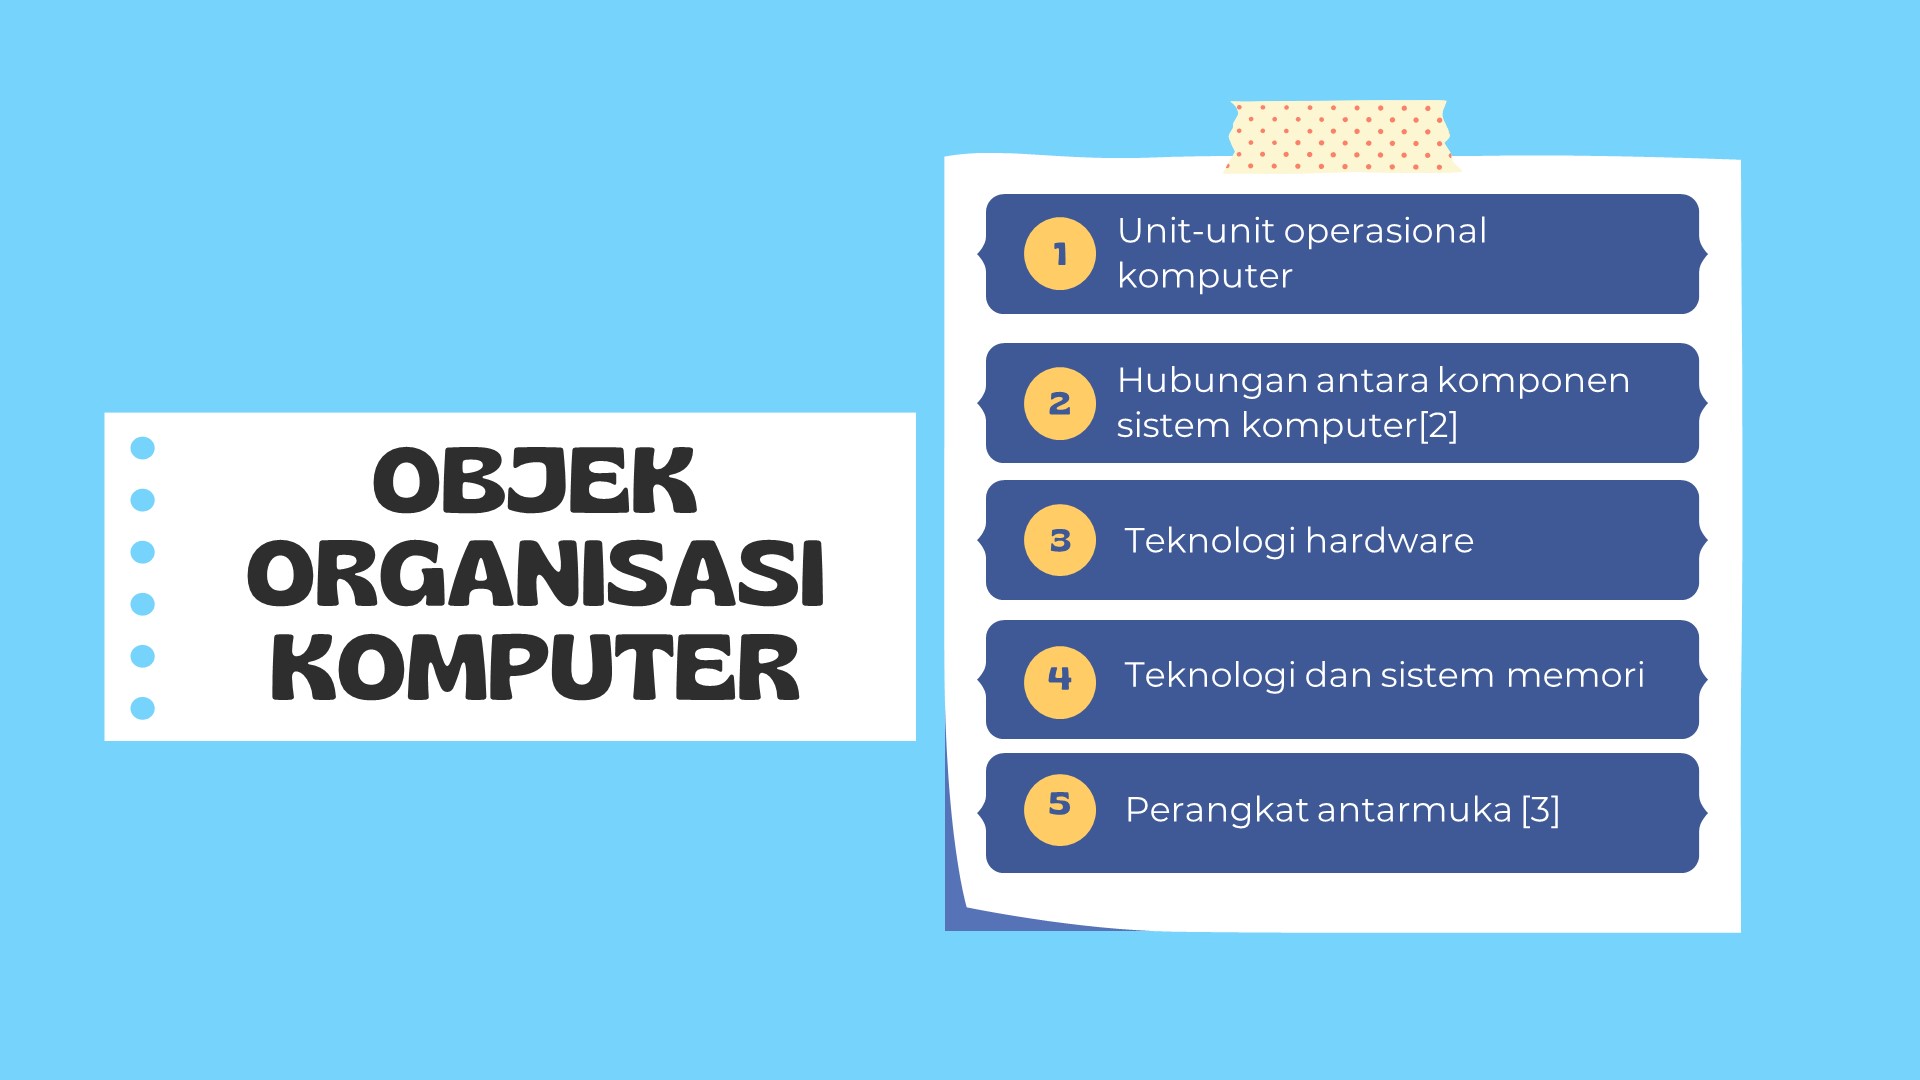 OBJEK
ORGANISASI
KOMPUTER
1
Unit-unit operasional
komputer
2
Hubungan antara komponen
sistem komputer[2]
3
Teknologi hardware
4
Teknologi dan sistem memori
5
Perangkat antarmuka [3]